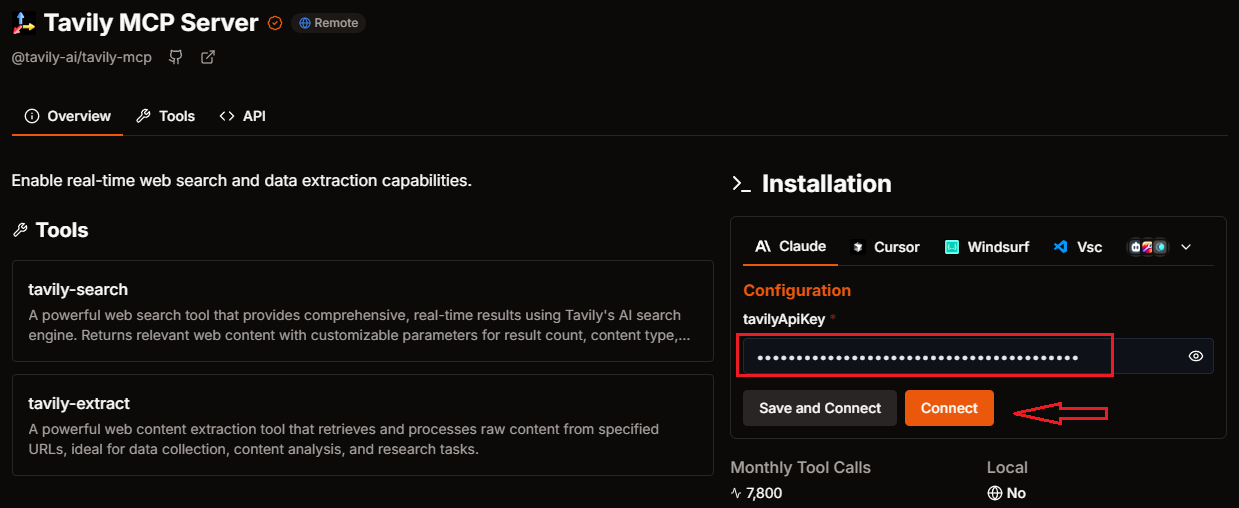 Tavily MCP Server
Remote
@tavily-ai/tavily-mcp
Overview
Tools
API
Enable real-time web search and data extraction capabilities.
Tools
tavily-search
A powerful web search tool that provides comprehensive, real-time results using Tavily's AI search
engine. Returns relevant web content with customizable parameters for result count, content type,...
tavily-extract
A powerful web content extraction tool that retrieves and processes raw content from specified
URLs, ideal for data collection, content analysis, and research tasks.
Installation
Claude
Cursor
Windsurf
Vsc
Configuration
tavilyApiKey *
•••••••••••••••••••••••••••••••••••••••••
Save and Connect
Connect
Monthly Tool Calls
7,800
Local
No